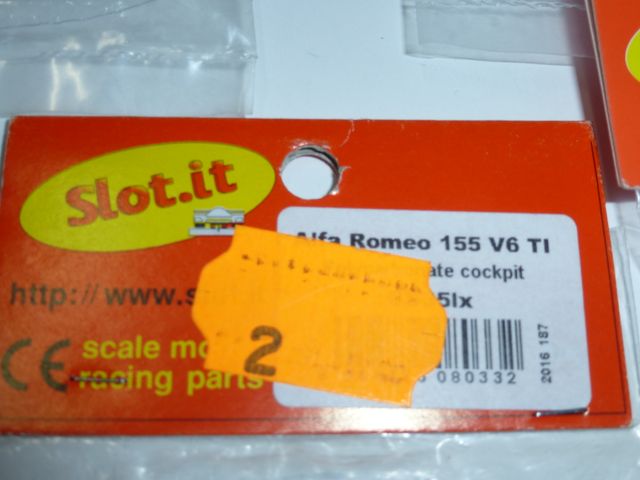 Slot.it
Alfa Romeo 155 V6 TI
ate cockpit
5lx
http://www.s
CE scale mo
racing parts
2
080332
2016 187